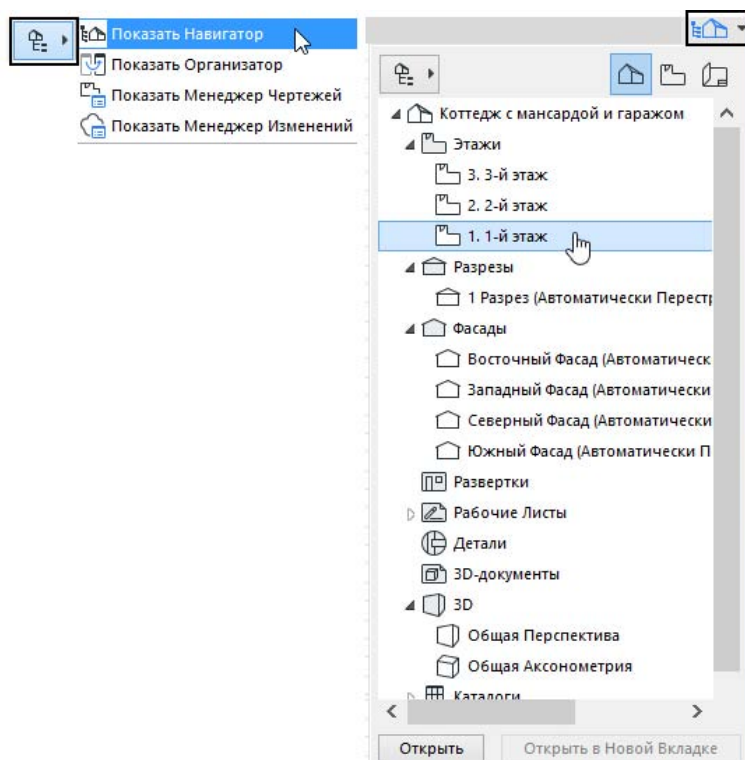 Показать Навигатор
Показать Организатор
Показать Менеджер Чертежей
Показать Менеджер Изменений
Коттедж с мансардой и гаражом
Этажи
3. 3-й этаж
2. 2-й этаж
1. 1-й этаж
Разрезы
1 Разрез (Автоматически Перестр
Фасады
Восточный Фасад (Автоматическ
Западный Фасад (Автоматически
Северный Фасад (Автоматически
Южный Фасад (Автоматически П
Развертки
Рабочие Листы
Детали
3D-документы
3D
Общая Перспектива
Общая Аксонометрия
Каталоги
Открыть
Открыть в Новой Вкладке